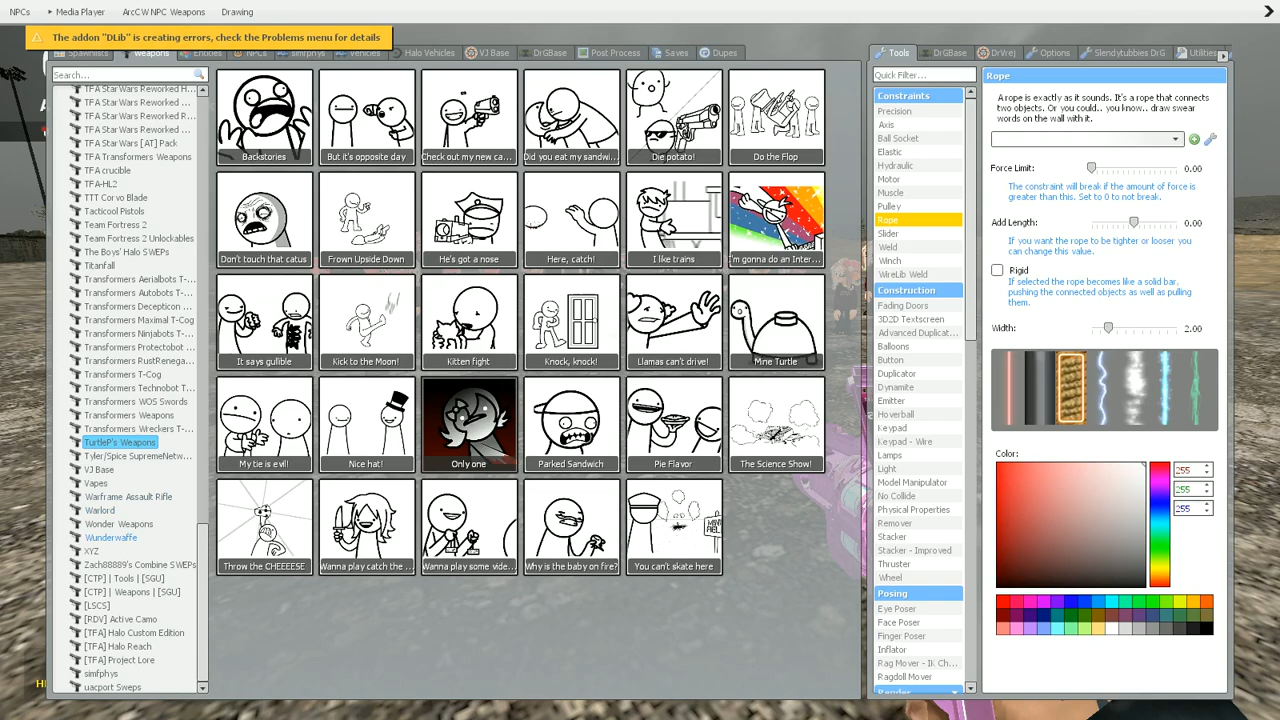 NPCs
Media Player
ArcCW NPC Weapons
Drawing
The addon "DLib" is creating errors, check the Problems menu for details
Spawnlists
Weapons
Entities
NPCs
simfphys
Vehicles
Halo Vehicles
VJ Base
DrGBase
Post Process
Saves
Dupes
Search...
TFA Star Wars Reworked H...
TFA Star Wars Reworked ...
TFA Star Wars Reworked R...
TFA Star Wars Reworked ...
TFA Star Wars [AT] Pack
TFA Transformers Weapons
TFA crucible
TFA-HL2
TTT Corvo Blade
Tacticool Pistols
Team Fortress 2
Team Fortress 2 Unlockables
The Boys' Halo SWEPs
Titanfall
Transformers Aerialbots T-...
Transformers Autobots T-...
Transformers Decepticon ...
Transformers Maximal T-Cog
Transformers Ninjabots T-...
Transformers Protectobot ...
Transformers RustRenega...
Transformers T-Cog
Transformers Technobot T...
Transformers WOS Swords
Transformers Weapons
Transformers Wreckers T-...
TurtleP's Weapons
Tyler/Spice SupremeNetw...
VJ Base
Vapes
Warframe Assault Rifle
Warlord
Wonder Weapons
Wunderwaffe
XYZ
Zach88889's Combine SWEPs
[CTP] | Tools | [SGU]
[CTP] | Weapons | [SGU]
[LSCS]
[RDV] Active Camo
[TFA] Halo Custom Edition
[TFA] Halo Reach
[TFA] Project Lore
simfphys
uacport Sweps
Backstories
But it's opposite day
Check out my new ca...
Did you eat my sandwi...
Die potato!
Do the Flop
Don't touch that catus
Frown Upside Down
He's got a nose
Here, catch!
I like trains
I'm gonna do an Inter...
It says gullible
Kick to the Moon!
Kitten fight
Knock, knock!
Llamas can't drive!
Mine Turtle
My tie is evil!
Nice hat!
Only one
Parked Sandwich
Pie Flavor
The Science Show!
Throw the CHEEEESE
Wanna play catch the ...
Wanna play some vide...
Why is the baby on fire?
You can't skate here
Tools
DrGBase
DrVrej
Options
Slendytubbies DrG
Utilities
Quick Filter...
Constraints
Precision
Axis
Ball Socket
Elastic
Hydraulic
Motor
Muscle
Pulley
Rope
Slider
Weld
Winch
WireLib Weld
Construction
Fading Doors
3D2D Textscreen
Advanced Duplicat...
Balloons
Button
Duplicator
Dynamite
Emitter
Hoverball
Keypad
Keypad - Wire
Lamps
Light
Model Manipulator
No Collide
Physical Properties
Remover
Stacker
Stacker - Improved
Thruster
Wheel
Posing
Eye Poser
Face Poser
Finger Poser
Inflator
Rag Mover - IK Ch...
Ragdoll Mover
Render
Rope
A rope is exactly as it sounds. It's a rope that connects
two objects. Or you could.. you know.. draw swear
words on the wall with it.
Force Limit:
0.00
The constraint will break if the amount of force is
greater than this. Set to 0 to not break.
Add Length:
0.00
If you want the rope to be tighter or looser you
can change this value.
Rigid
If selected the rope becomes like a solid bar,
pushing the connected objects as well as pulling
them.
Width:
2.00
Color:
255
255
255